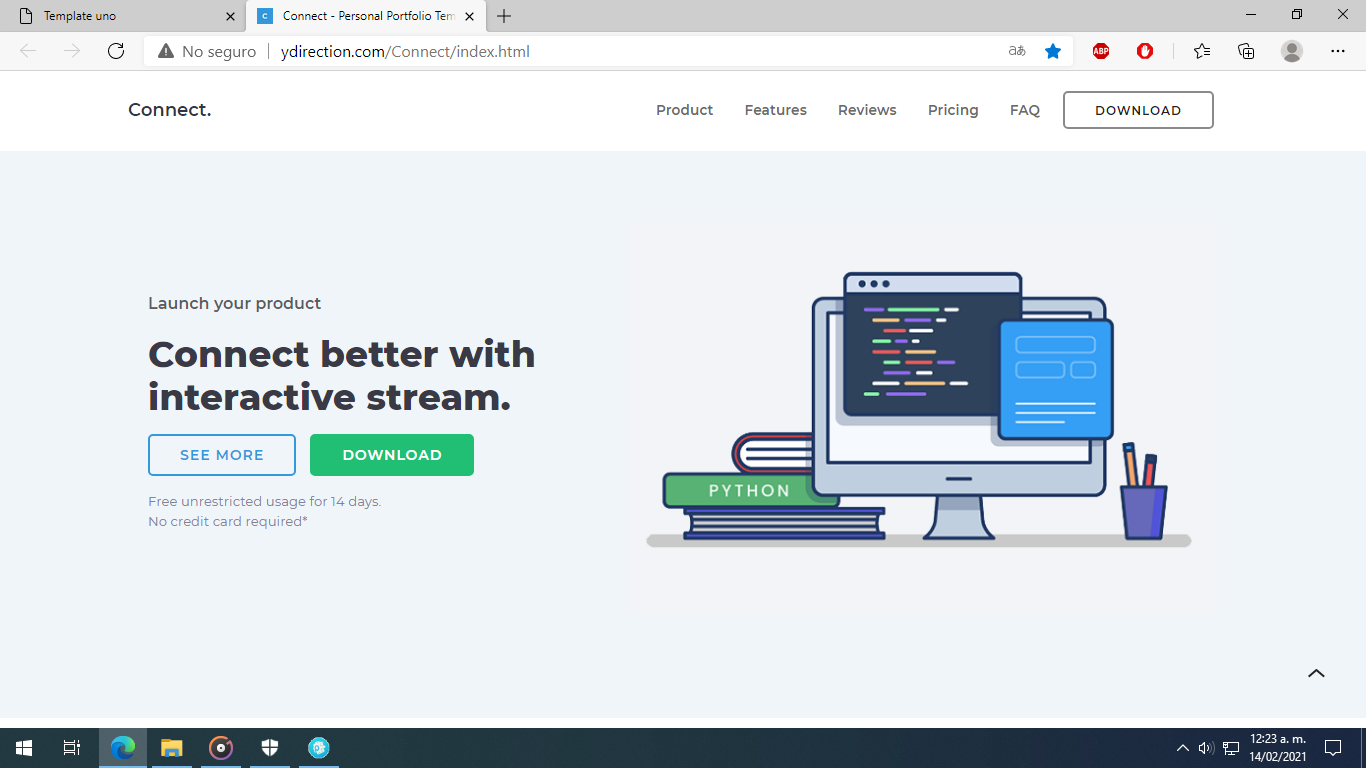 Template uno
Connect - Personal Portfolio Tem
No seguro
ydirection.com/Connect/index.html
aあ
ABP
Connect.
Product
Features
Reviews
Pricing
FAQ
DOWNLOAD
Launch your product
Connect better with
interactive stream.
SEE MORE
DOWNLOAD
Free unrestricted usage for 14 days.
No credit card required*
PYTHON
12:23 a. m.
14/02/2021